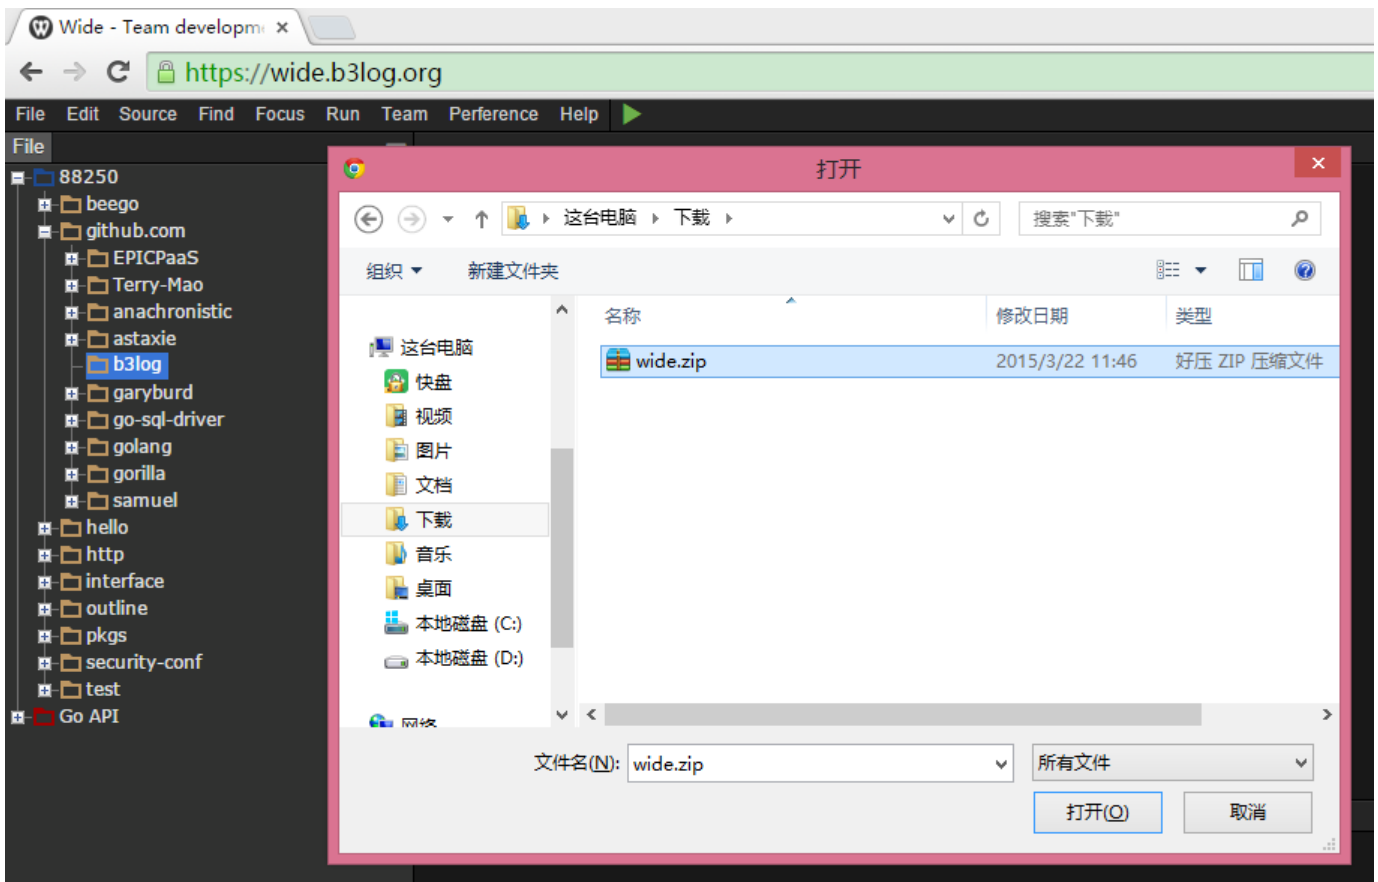 Wide - Team developm
https://wide.b3log.org
File Edit Source Find Focus Run Team Perference Help
File
88250
beego
github.com
EPICPaaS
Terry-Mao
anachronistic
astaxie
b3log
garyburd
go-sql-driver
golang
gorilla
samuel
hello
http
interface
outline
pkgs
security-conf
test
Go API
打开
这台电脑 下载
搜索"下载"
组织 新建文件夹
名称 修改日期 类型
wide.zip 2015/3/22 11:46 好压 ZIP 压缩文件
这台电脑
快盘
视频
图片
文档
下载
音乐
桌面
本地磁盘 (C:)
本地磁盘 (D:)
网络
文件名(N): wide.zip 所有文件
打开(O) 取消